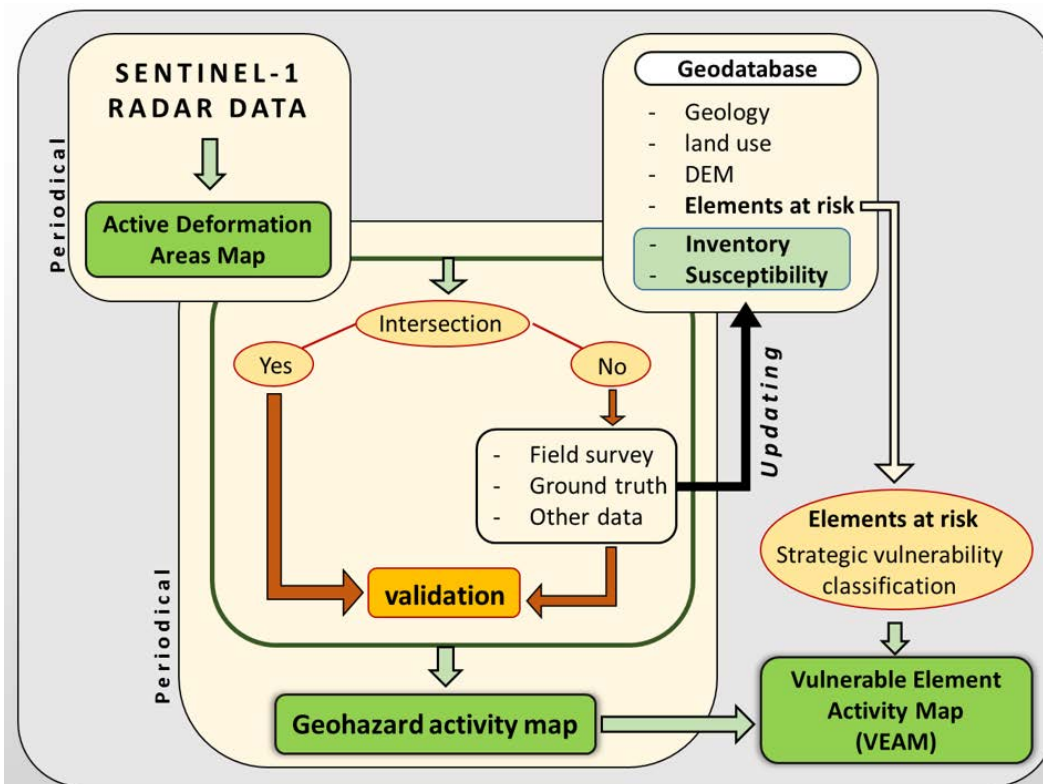 SENTINEL-1
RADAR DATA
Periodical
Active Deformation
Areas Map
Geodatabase
- Geology
- land use
- DEM
- Elements at risk
- Inventory
- Susceptibility
Intersection
Yes
No
- Field survey
- Ground truth
- Other data
Updating
validation
Periodical
Elements at risk
Strategic vulnerability
classification
Geohazard activity map
Vulnerable Element
Activity Map
(VEAM)